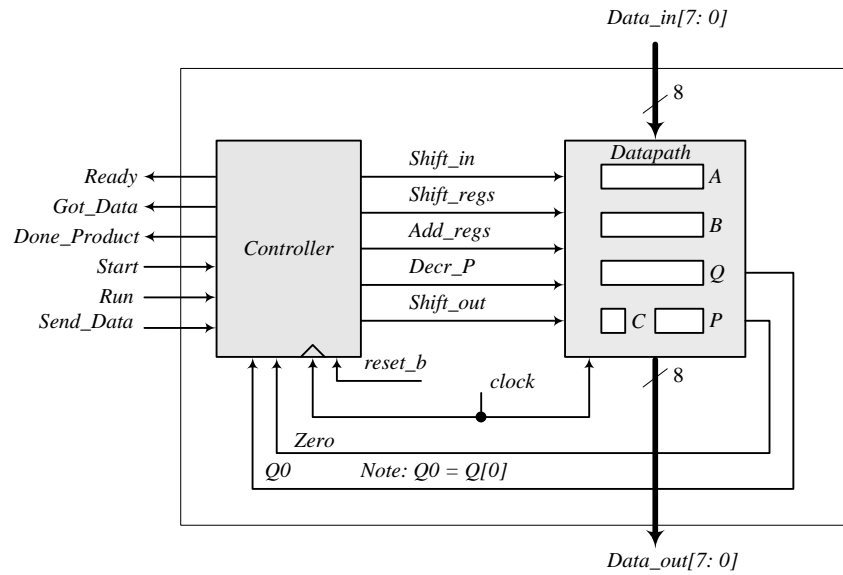 Data_in[7: 0]
8
Datapath
Shift_in
A
Ready
Shift_regs
Got_Data
B
Add_regs
Done_Product
Controller
Decr_P
Start
Q
Run
Shift_out
Send_Data
C
P
reset_b
8
clock
Zero
Q0
Note: Q0 = Q[0]
Data_out[7: 0]